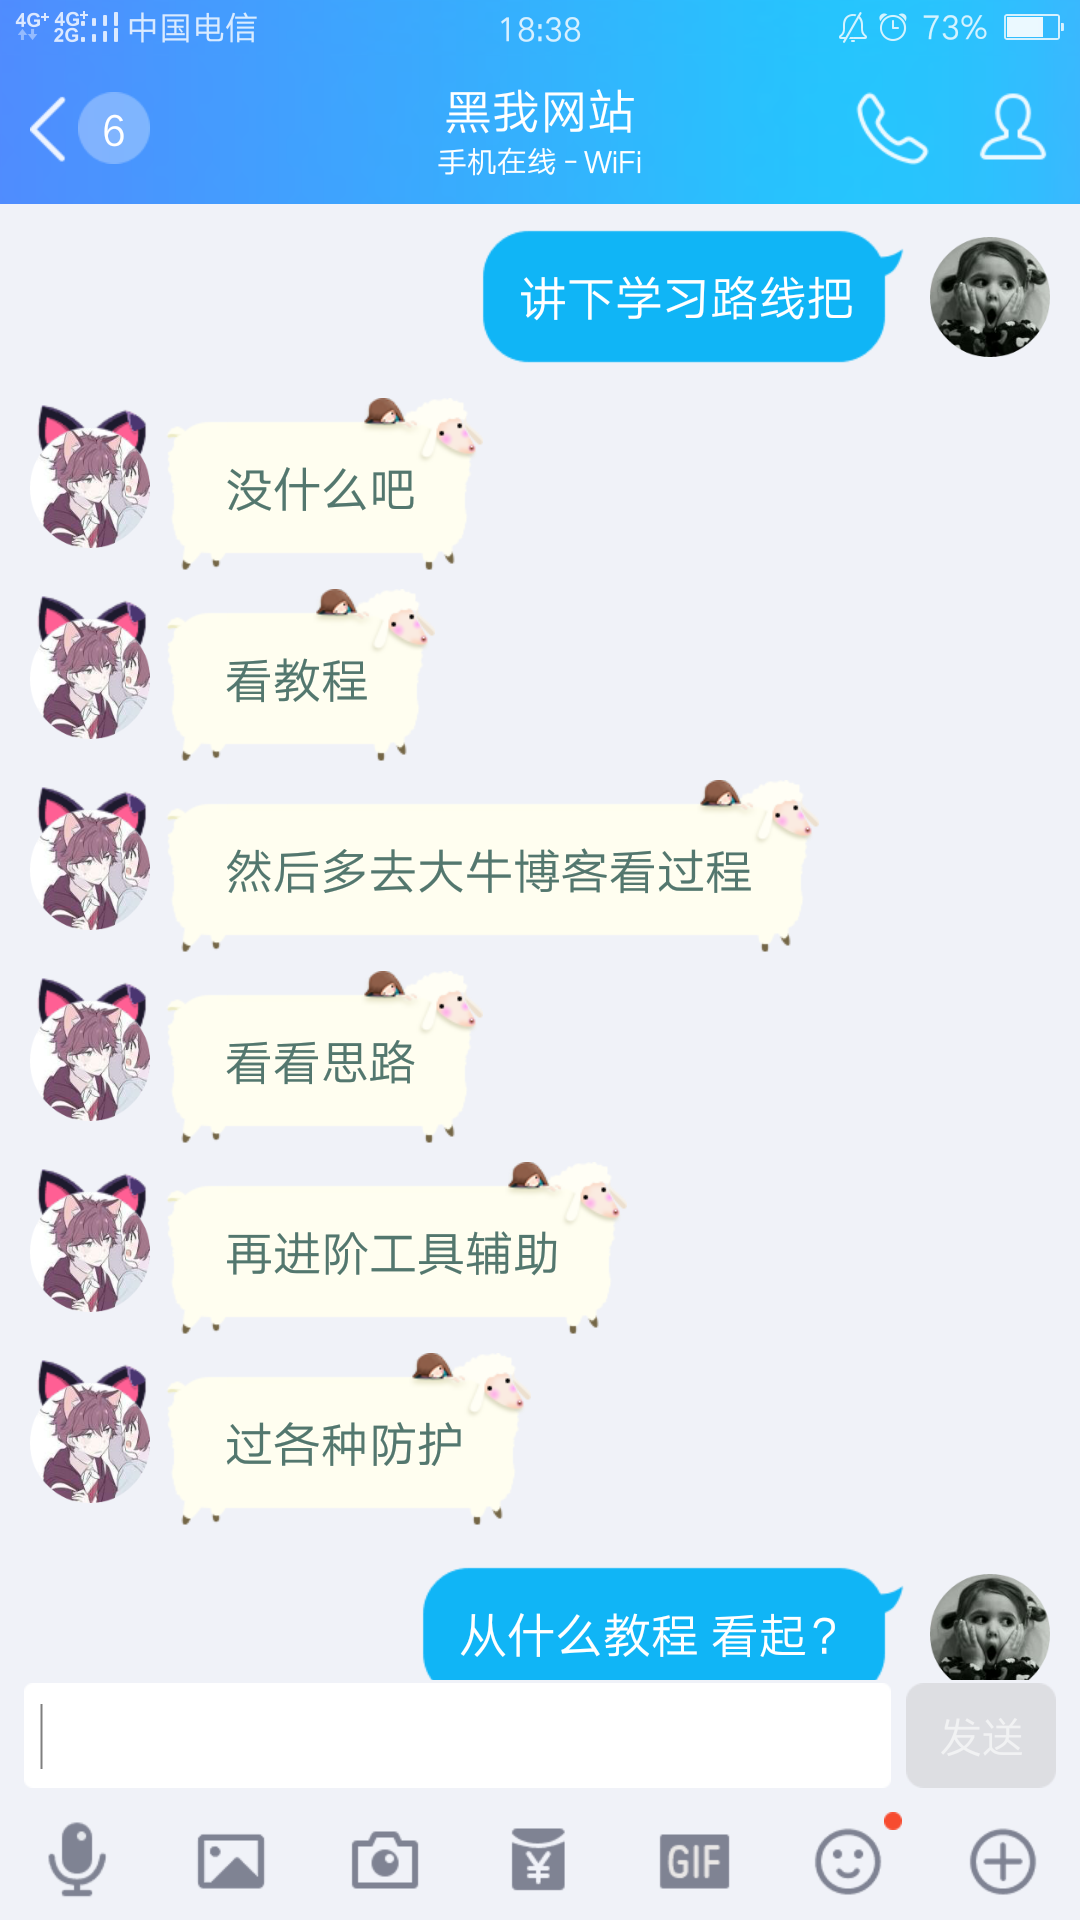 4G+ 4G+ 2G 中国电信 18:38 73%
6 黑我网站
手机在线 - WiFi
讲下学习路线把
没什么吧
看教程
然后多去大牛博客看过程
看看思路
再进阶工具辅助
过各种防护
从什么教程 看起?
发送
¥ GIF